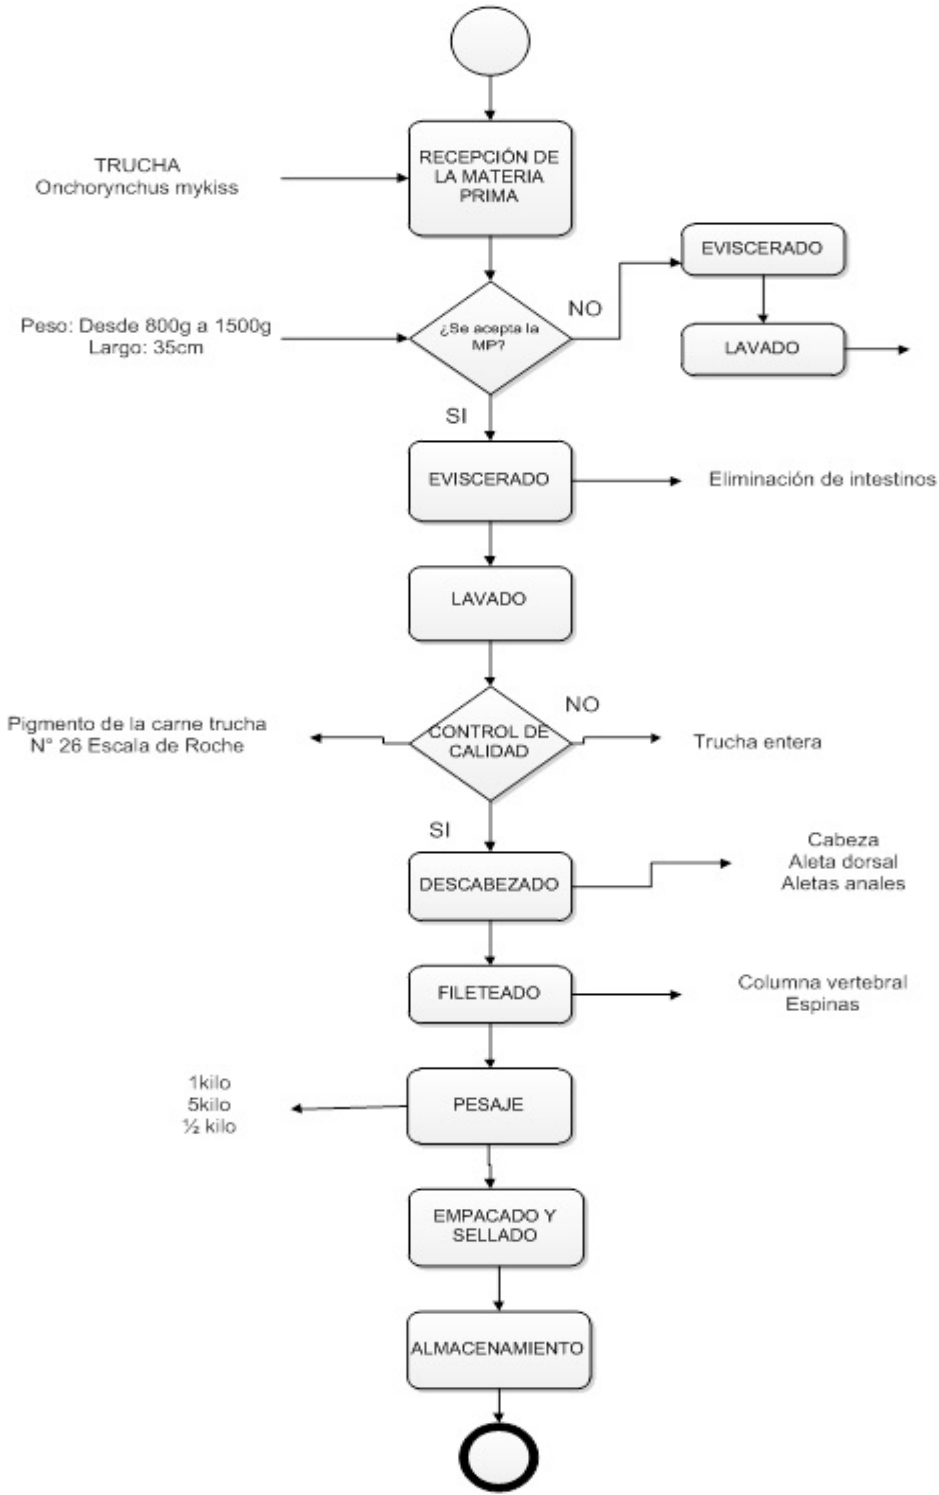 RECEPCIÓN DE
LA MATERIA
PRIMA
TRUCHA
Onchorynchus mykiss
EVISCERADO
NO
¿Se acepta la
MP?
Peso: Desde 800g a 1500g
Largo: 35cm
LAVADO
SI
EVISCERADO
Eliminación de intestinos
LAVADO
NO
Pigmento de la carne trucha
N° 26 Escala de Roche
CONTROL DE
CALIDAD
Trucha entera
SI
Cabeza
Aleta dorsal
Aletas anales
DESCABEZADO
FILETEADO
Columna vertebral
Espinas
1kilo
5kilo
½ kilo
PESAJE
EMPACADO Y
SELLADO
ALMACENAMIENTO